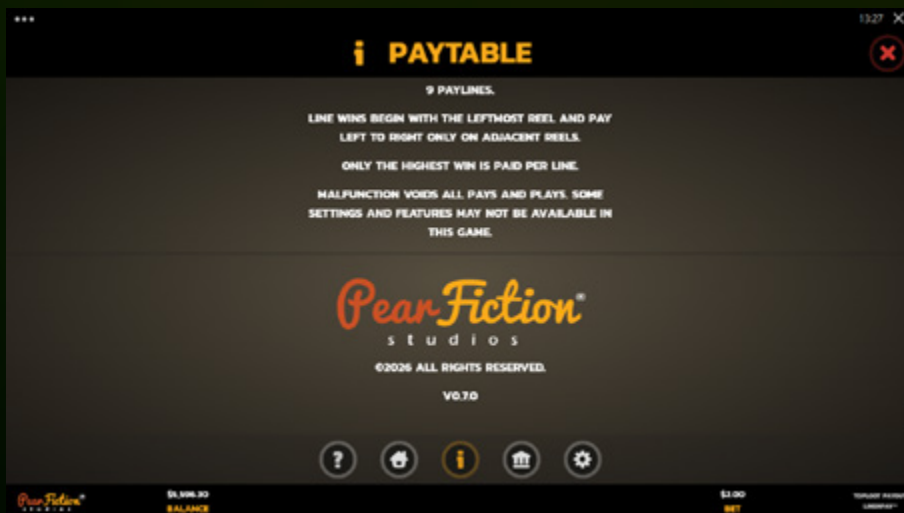 13:27
i PAYTABLE
9 PAYLINES.
LINE WINS BEGIN WITH THE LEFTMOST REEL AND PAY
LEFT TO RIGHT ONLY ON ADJACENT REELS.
ONLY THE HIGHEST WIN IS PAID PER LINE.
MALFUNCTION VOIDS ALL PAYS AND PLAYS. SOME
SETTINGS AND FEATURES MAY NOT BE AVAILABLE IN
THIS GAME.
PearFiction®
studios
©2026 ALL RIGHTS RESERVED.
V0.7.0
? i
PearFiction®
STUDIOS
BALANCE
BET